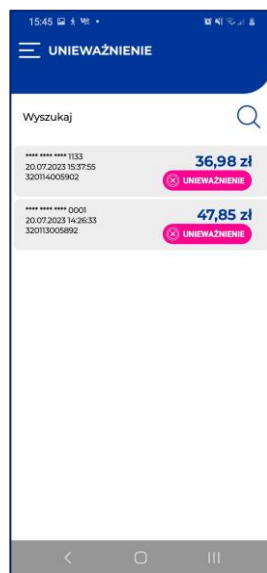 15:45
UNIEWAŻNIENIE
Wyszukaj
**** **** **** 1133
36,98 zł
20.07.2023 15:37:55
320114005902
UNIEWAŻNIENIE
**** **** **** 0001
47,85 zł
20.07.2023 14:26:33
320113005892
UNIEWAŻNIENIE